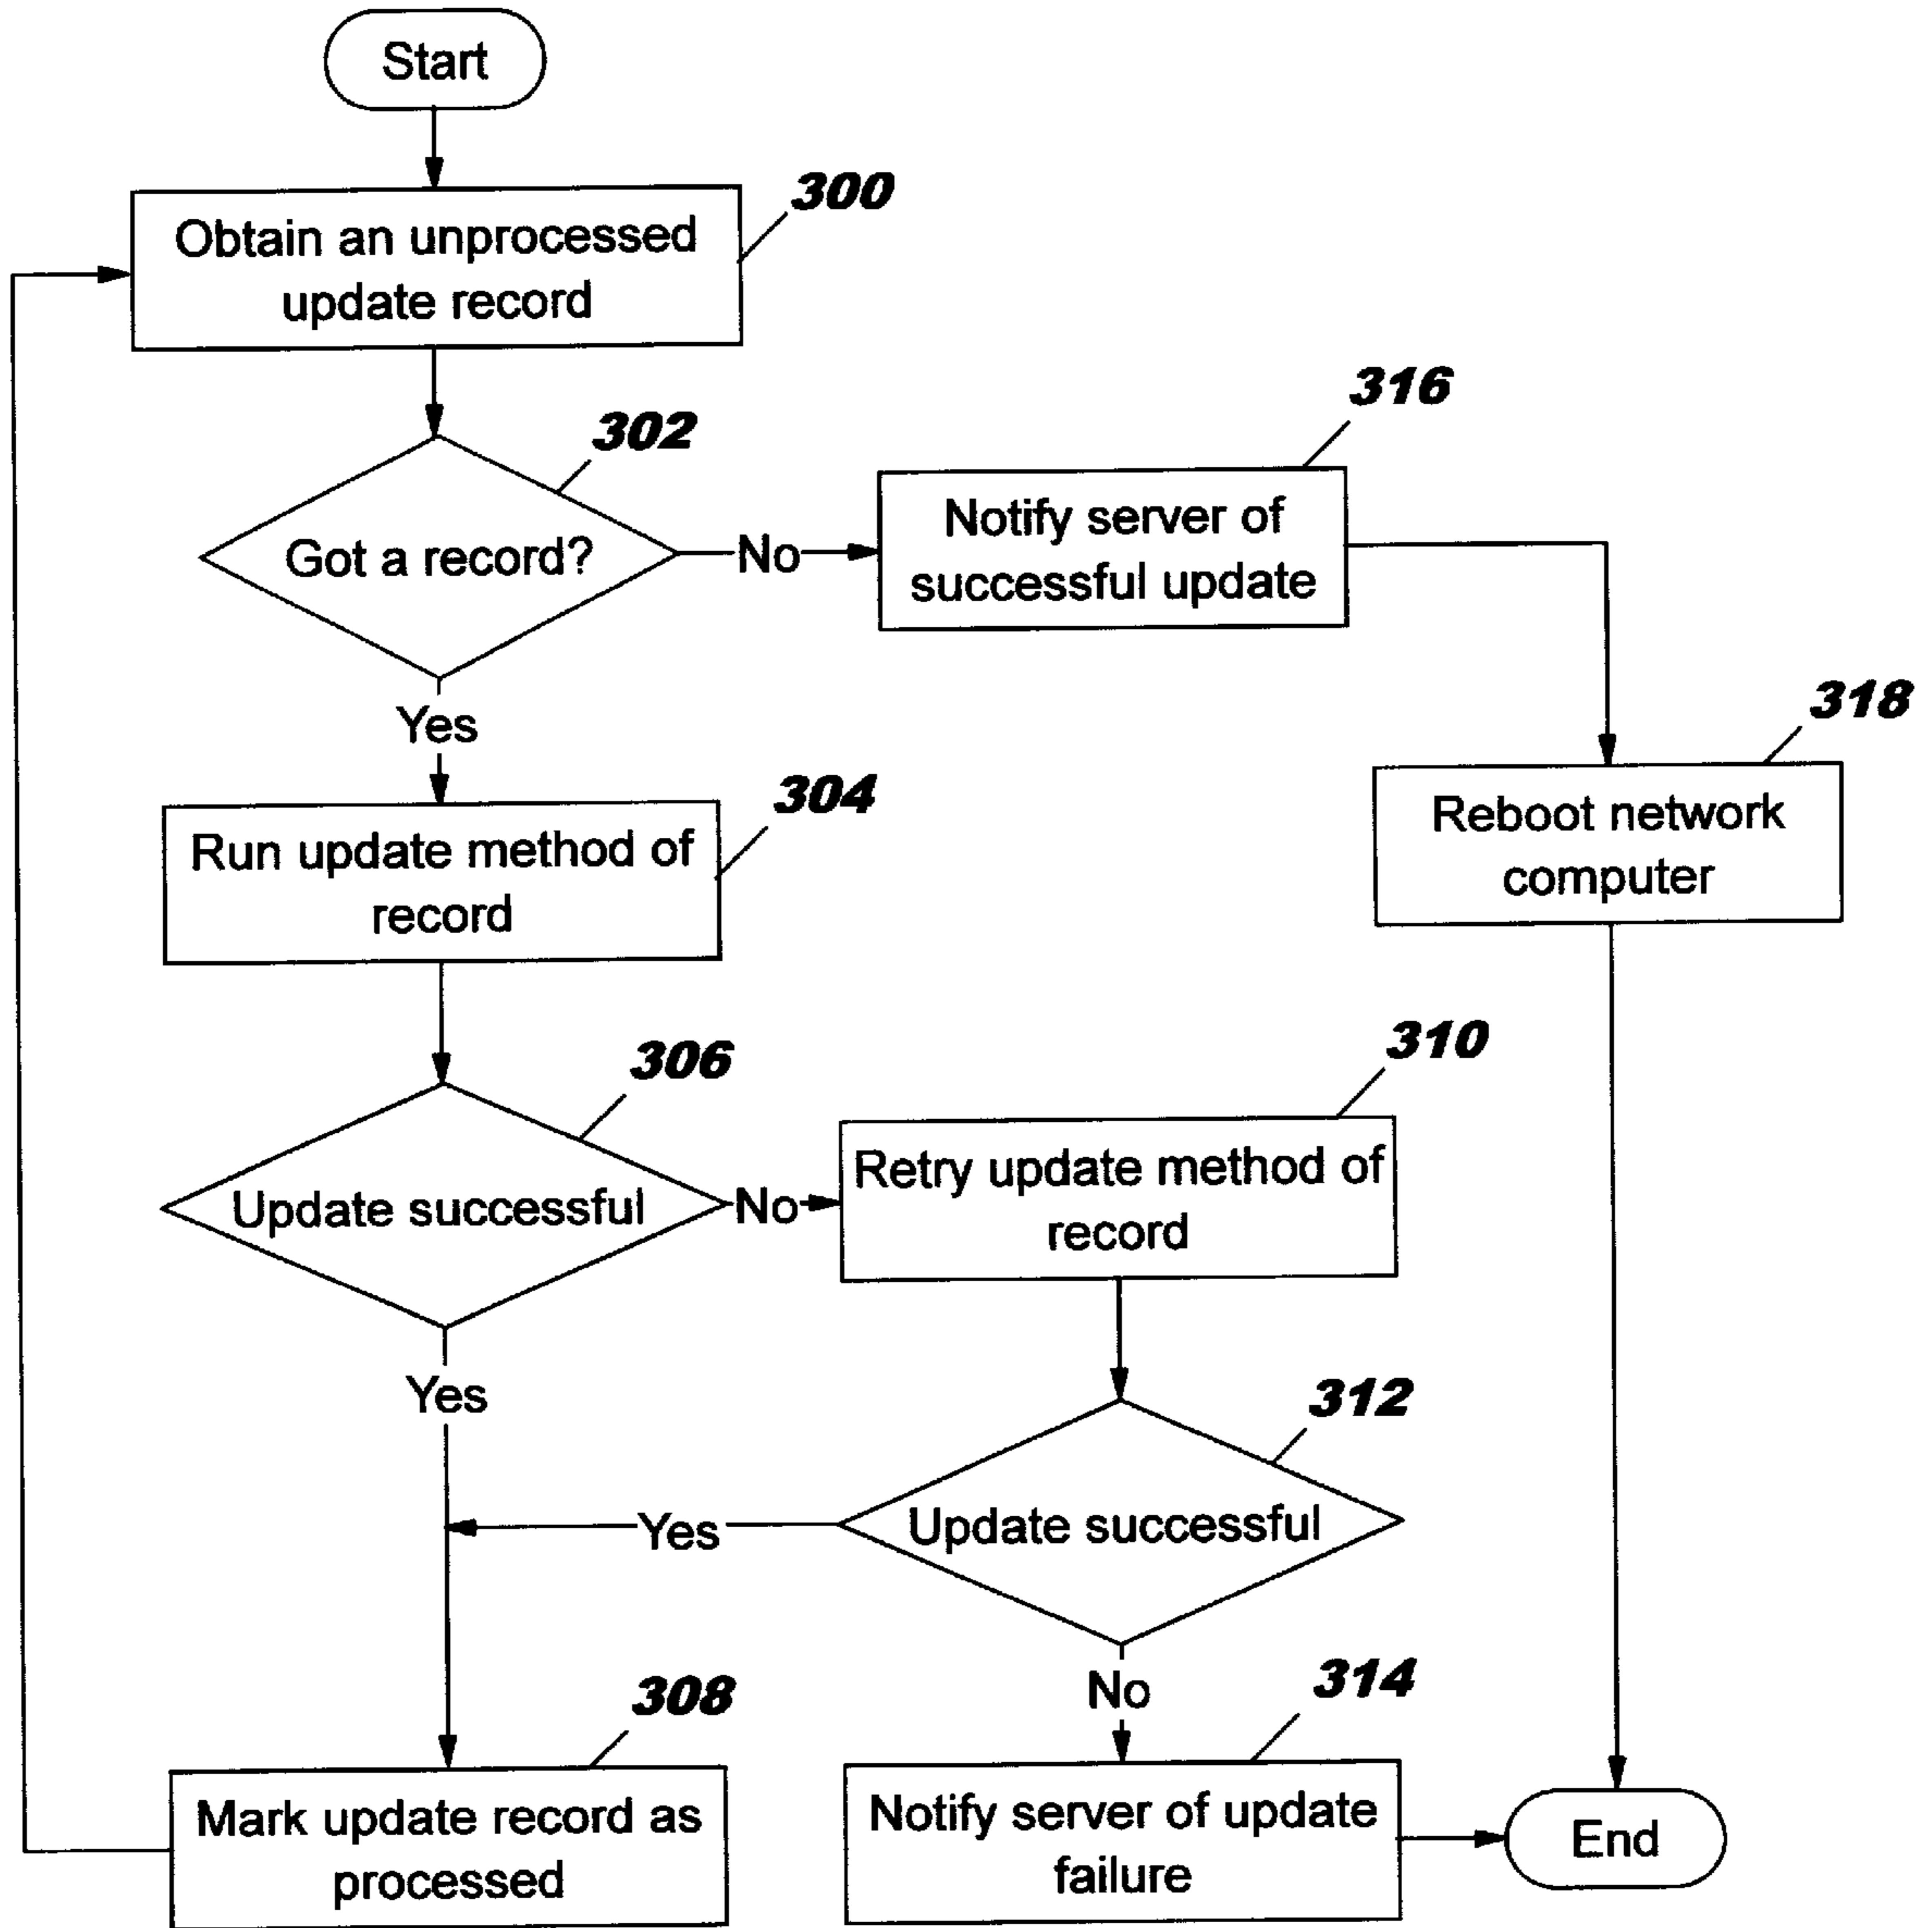 Start
300
Obtain an unprocessed
update record
316
302
Notify server of
successful update
Got a record?
No
318
Yes
Reboot network
computer
304
Run update method of
record
310
306
Retry update method of
record
Update successful
No
Yes
312
Update successful
Yes
No
314
308
Mark update record as
processed
Notify server of update
failure
End